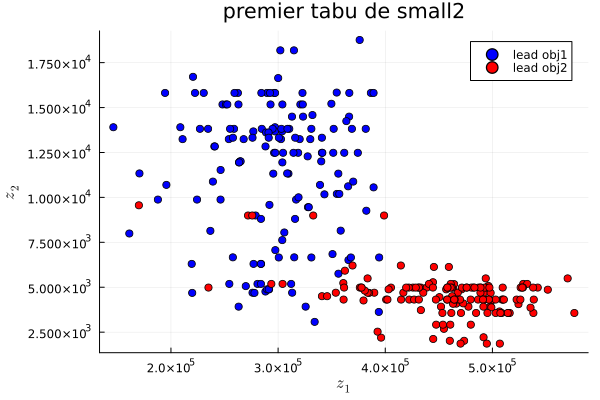 premier tabu de small2
lead obj1
lead obj2
z₂
1.750×10⁴
1.500×10⁴
1.250×10⁴
1.000×10⁴
7.500×10³
5.000×10³
2.500×10³
2.0×10⁵ 3.0×10⁵ 4.0×10⁵ 5.0×10⁵
z₁